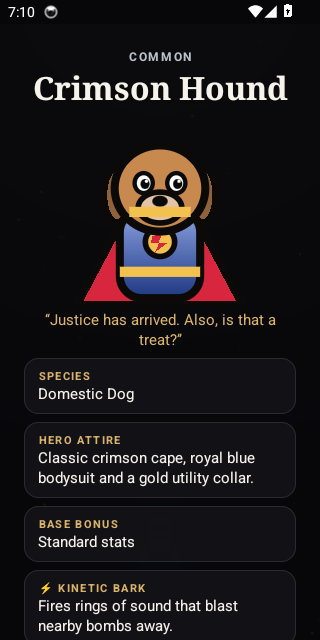 7:10
COMMON
Crimson Hound
“Justice has arrived. Also, is that a
treat?”
SPECIES
Domestic Dog
HERO ATTIRE
Classic crimson cape, royal blue
bodysuit and a gold utility collar.
BASE BONUS
Standard stats
⚡ KINETIC BARK
Fires rings of sound that blast
nearby bombs away.